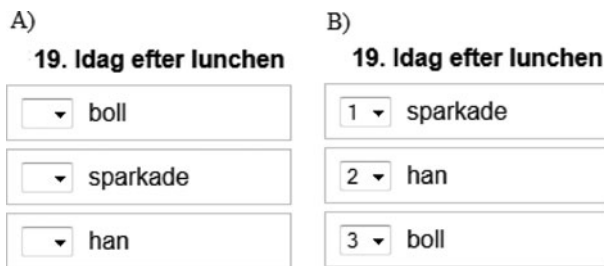 A)
19. Idag efter lunchen
boll
sparkade
han
B)
19. Idag efter lunchen
1 sparkade
2 han
3 boll